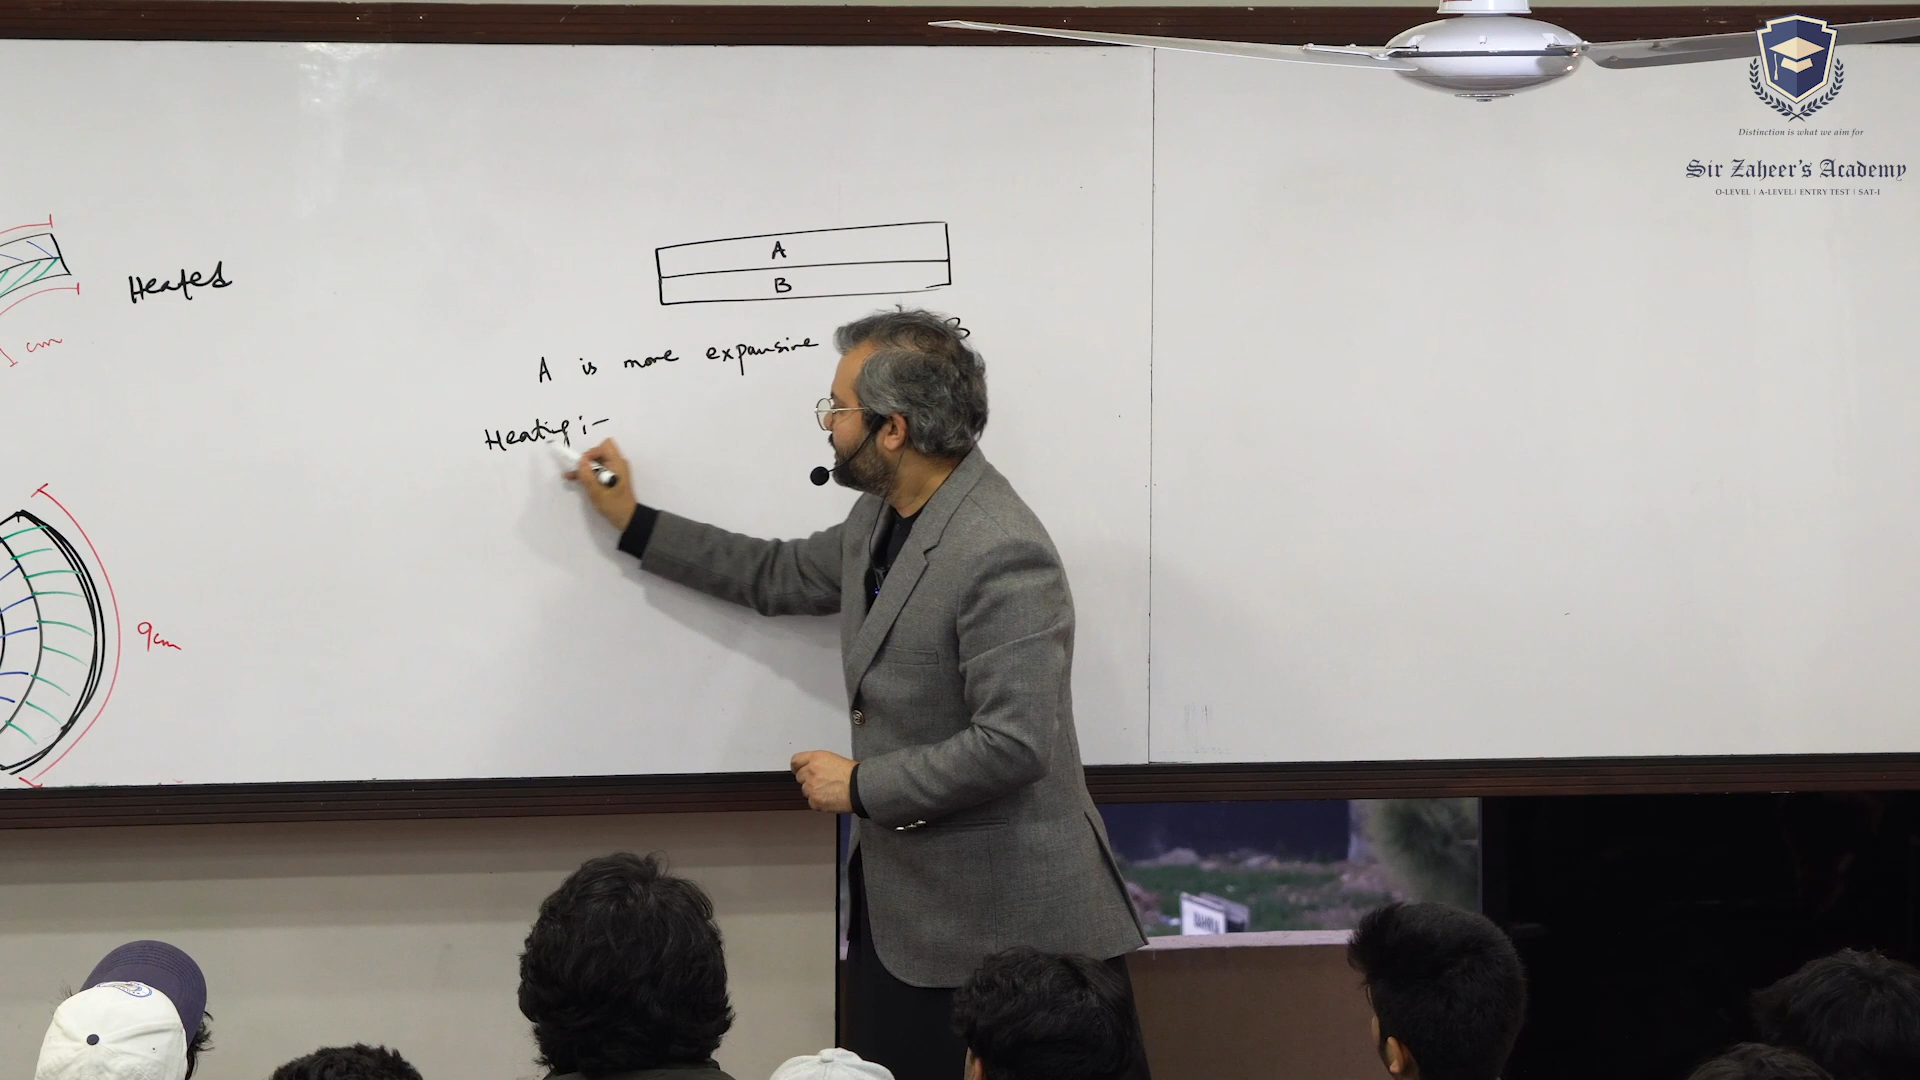 Distinction is what we aim for
Sir Zaheer's Academy
O-LEVEL | A-LEVEL | ENTRY TEST | SAT-I
A
B
Heated
1 cm
A is more expansive
B
Heating :-
9cm